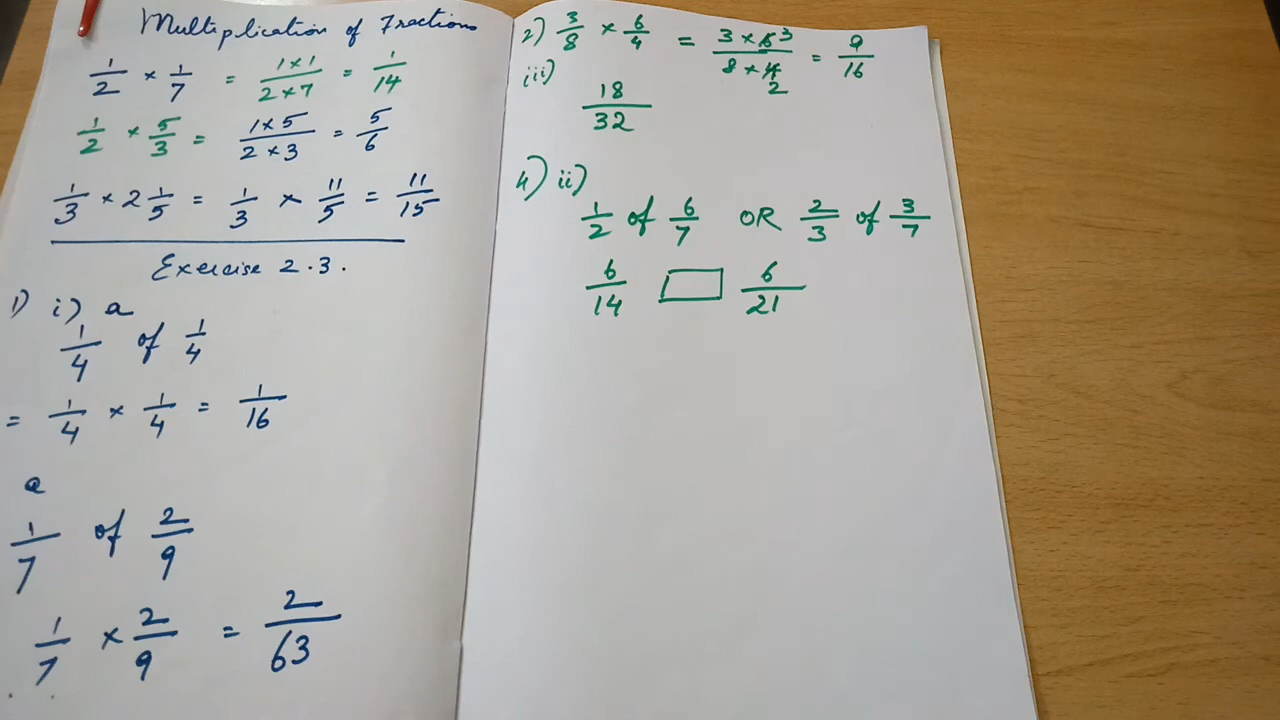 Multiplication of Fractions
1/2 × 1/7 = 1×1/2×7 = 1/14
1/2 × 5/3 = 1×5/2×3 = 5/6
1/3 × 2 1/5 = 1/3 × 11/5 = 11/15
Exercise 2.3.
1) i) a
1/4 of 1/4
= 1/4 × 1/4 = 1/16
a
1/7 of 2/9
1/7 × 2/9 = 2/63
2) 3/8 × 6/4 = 3×6 3/8×4 2 = 9/16
iii)
18/32
4) ii)
1/2 of 6/7 OR 2/3 of 3/7
6/14 □ 6/21